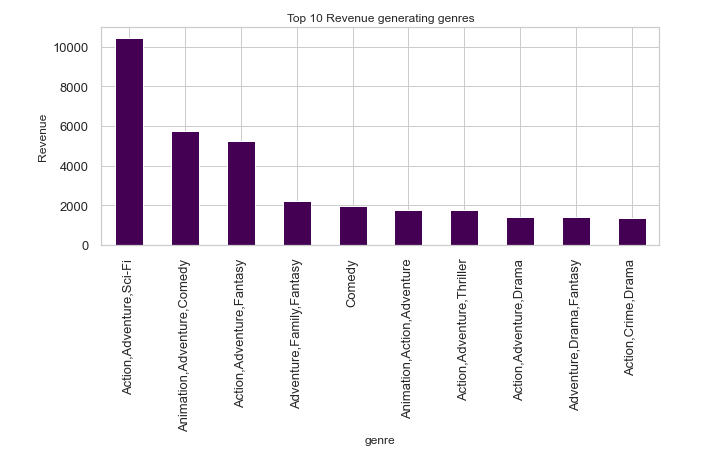 Top 10 Revenue generating genres
Revenue
10000
8000
6000
4000
2000
0
Action,Adventure,Sci-Fi
Animation,Adventure,Comedy
Action,Adventure,Fantasy
Adventure,Family,Fantasy
Comedy
Animation,Action,Adventure
Action,Adventure,Thriller
Action,Adventure,Drama
Adventure,Drama,Fantasy
Action,Crime,Drama
genre